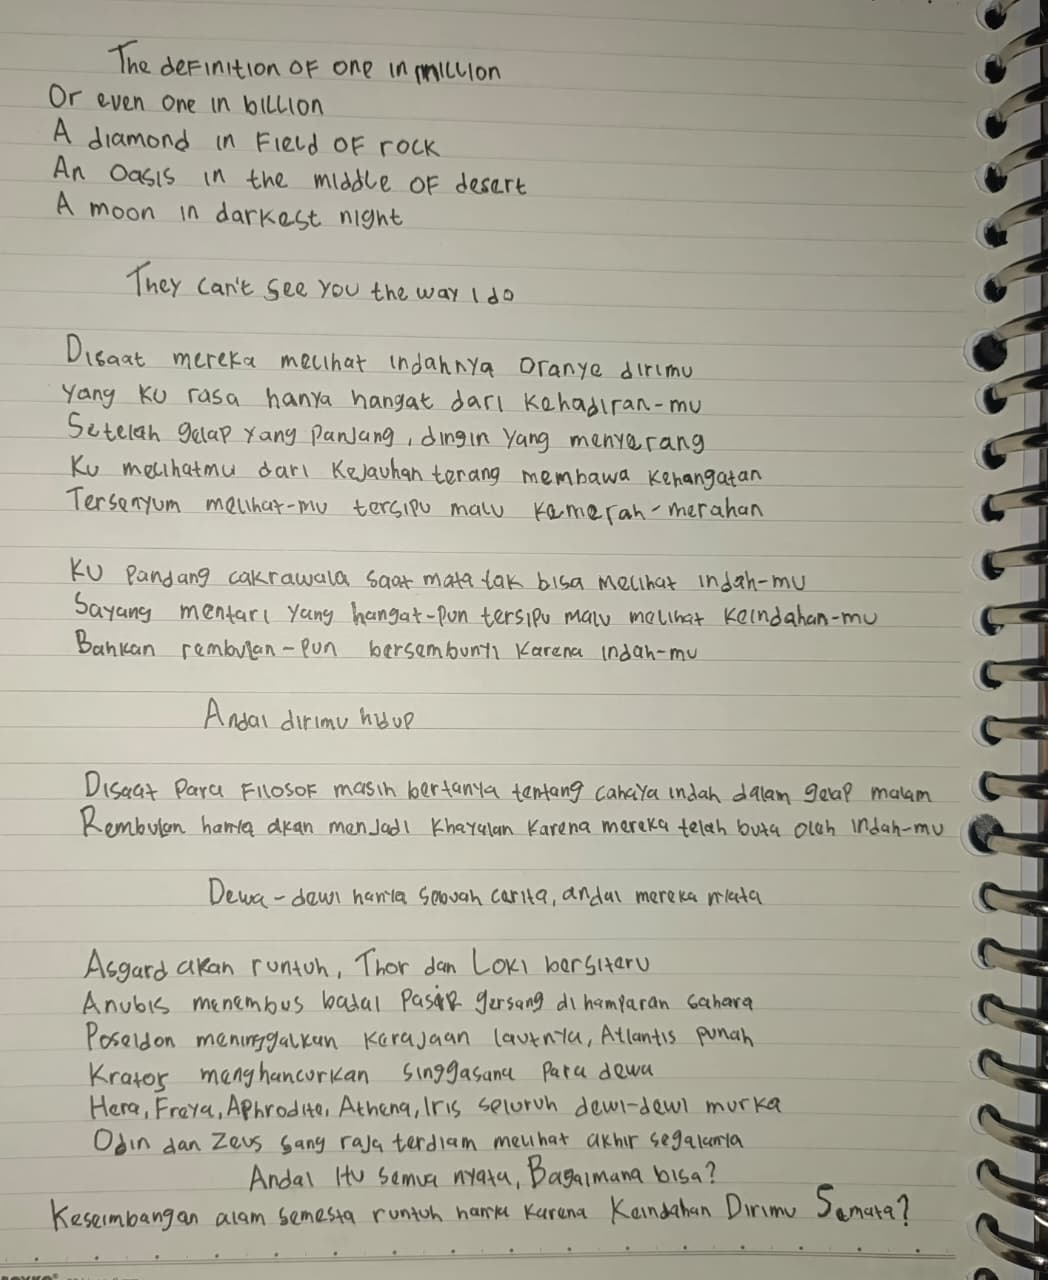 The definition of one in million
Or even one in billion
A diamond in field of rock
An oasis in the middle of desert
A moon in darkest night
They can't see you the way I do
Disaat mereka melihat indahnya oranye dirimu
Yang ku rasa hanya hangat dari kehadiran-mu
Setelah gelap yang panjang, dingin yang menyerang
Ku melihatmu dari kejauhan terang membawa kehangatan
Tersenyum melihat-mu tersipu malu kemerah-merahan
Ku pandang cakrawala saat mata tak bisa melihat indah-mu
Sayang mentari yang hangat-pun tersipu malu melihat keindahan-mu
Bahkan rembulan-pun bersembunyi karena indah-mu
Andai dirimu hidup
Disaat para filosof masih bertanya tentang cahaya indah dalam gelap malam
Rembulan hanya akan menjadi khayalan karena mereka telah buta oleh indah-mu
Dewa-dewi hanya sebuah cerita, andai mereka nyata
Asgard akan runtuh, Thor dan Loki berseteru
Anubis menembus badai pasir gersang di hamparan sahara
Poseidon meninggalkan kerajaan lautnya, Atlantis punah
Kratos menghancurkan singgasana para dewa
Hera, Freya, Aphrodite, Athena, Iris seluruh dewi-dewi murka
Odin dan Zeus sang raja terdiam melihat akhir segalanya
Andai itu semua nyata, Bagaimana bisa?
Keseimbangan alam semesta runtuh hanya karena Keindahan Dirimu Semata?